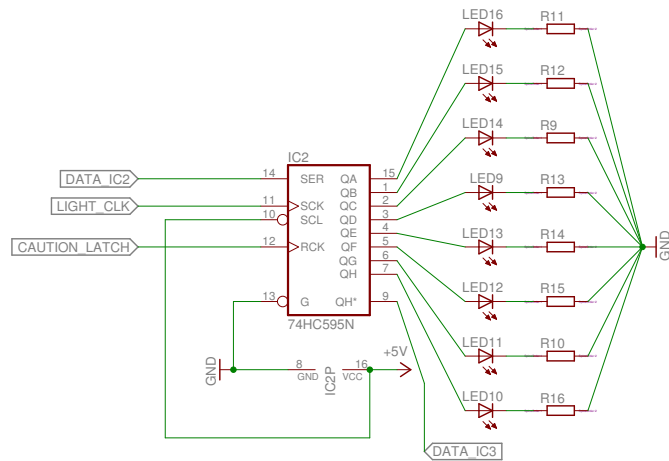 LED16 R11
LED15 R12
LED14 R9
IC2
DATA_IC2 14 SER QA 15
QB 1
LED9 R13
LIGHT_CLK 11 SCK QC 2
10 SCL QD 3
QE 4
CAUTION_LATCH 12 RCK QF 5
LED13 R14
GND
QG 6
QH 7
LED12 R15
13 G QH* 9
74HC595N
LED11 R10
+5V
GND 8 GND IC2P 16 VCC
LED10 R16
DATA_IC3